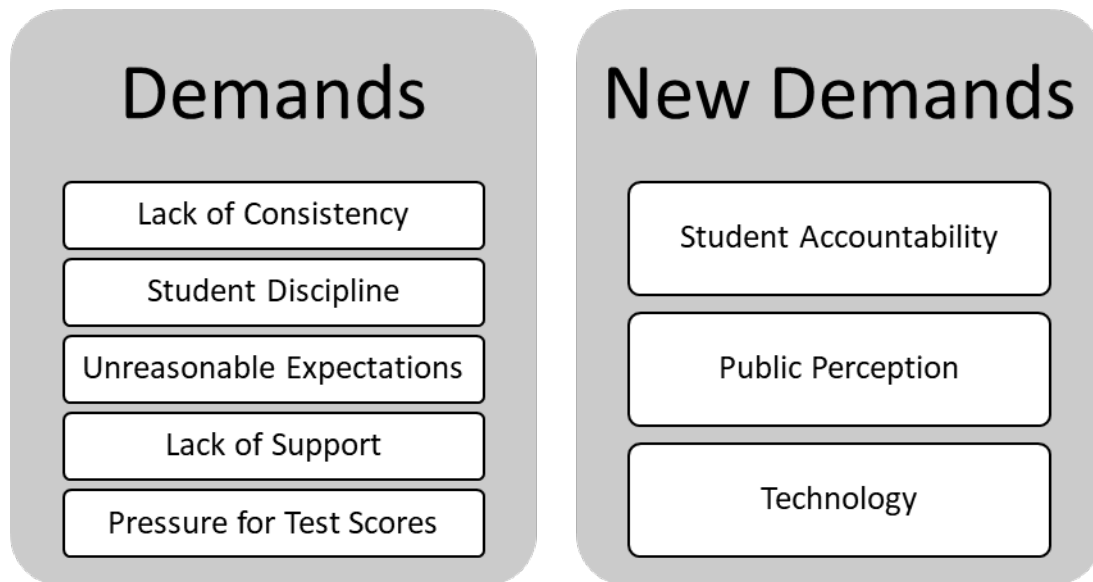 Demands
Lack of Consistency
Student Discipline
Unreasonable Expectations
Lack of Support
Pressure for Test Scores
New Demands
Student Accountability
Public Perception
Technology